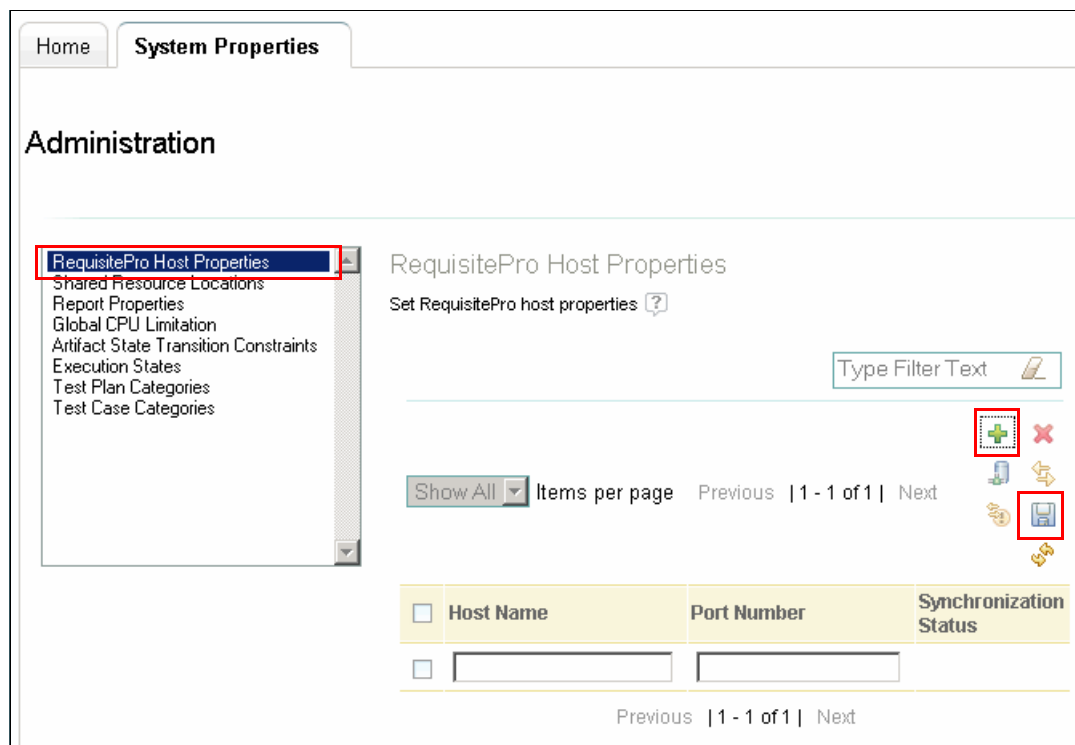 Home System Properties
Administration
RequisitePro Host Properties
Shared Resource Locations
Report Properties
Global CPU Limitation
Artifact State Transition Constraints
Execution States
Test Plan Categories
Test Case Categories
RequisitePro Host Properties
Set RequisitePro host properties ?
Type Filter Text
Show All Items per page Previous | 1 - 1 of 1 | Next
Host Name Port Number Synchronization
Status
Previous | 1 - 1 of 1 | Next